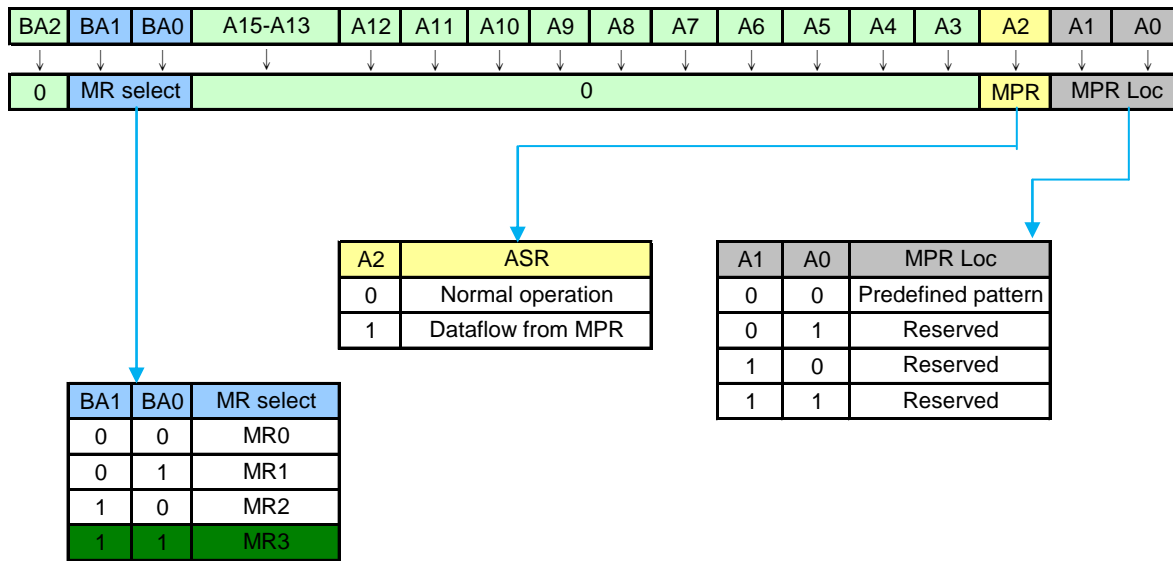 BA2 BA1 BA0 A15-A13 A12 A11 A10 A9 A8 A7 A6 A5 A4 A3 A2 A1 A0
0 MR select 0 MPR MPR Loc
A2 ASR
0 Normal operation
1 Dataflow from MPR
A1 A0 MPR Loc
0 0 Predefined pattern
0 1 Reserved
1 0 Reserved
1 1 Reserved
BA1 BA0 MR select
0 0 MR0
0 1 MR1
1 0 MR2
1 1 MR3